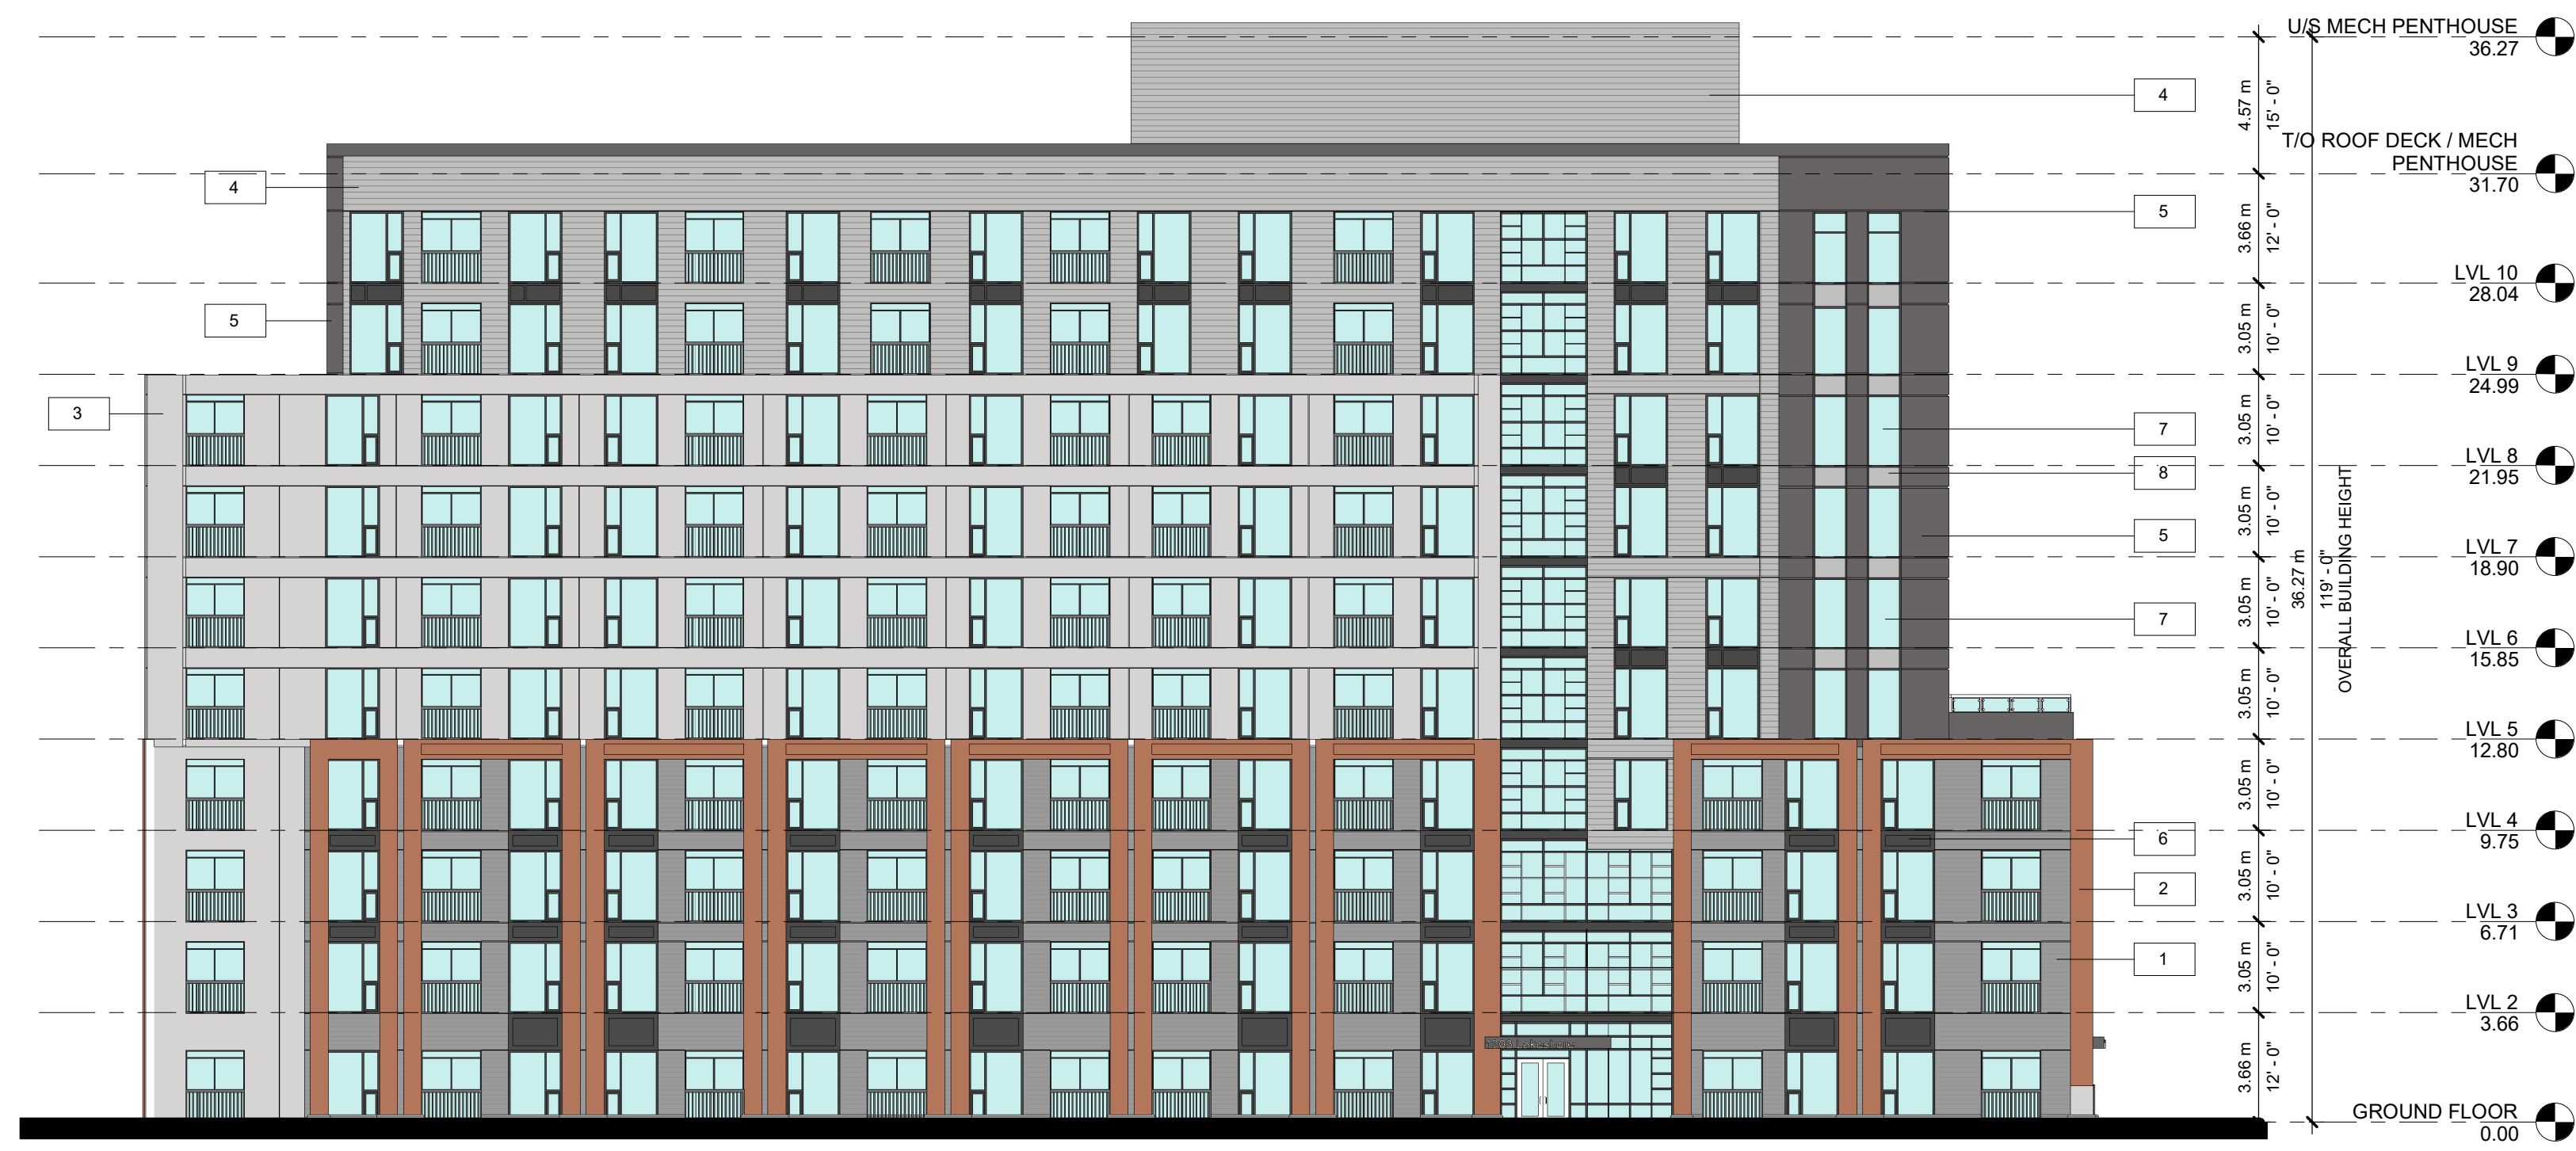 U/S MECH PENTHOUSE
36.27
4
4.57 m
15' - 0"
T/O ROOF DECK / MECH
PENTHOUSE
31.70
4
5
3.66 m
12' - 0"
LVL 10
28.04
5
3.05 m
10' - 0"
LVL 9
24.99
3
7
3.05 m
10' - 0"
LVL 8
21.95
8
5
3.05 m
10' - 0"
LVL 7
18.90
36.27 m
119' - 0"
OVERALL BUILDING HEIGHT
7
3.05 m
10' - 0"
LVL 6
15.85
3.05 m
10' - 0"
LVL 5
12.80
3.05 m
10' - 0"
LVL 4
9.75
6
2
3.05 m
10' - 0"
LVL 3
6.71
1
3.05 m
10' - 0"
LVL 2
3.66
Lakeshore
3.66 m
12' - 0"
GROUND FLOOR
0.00